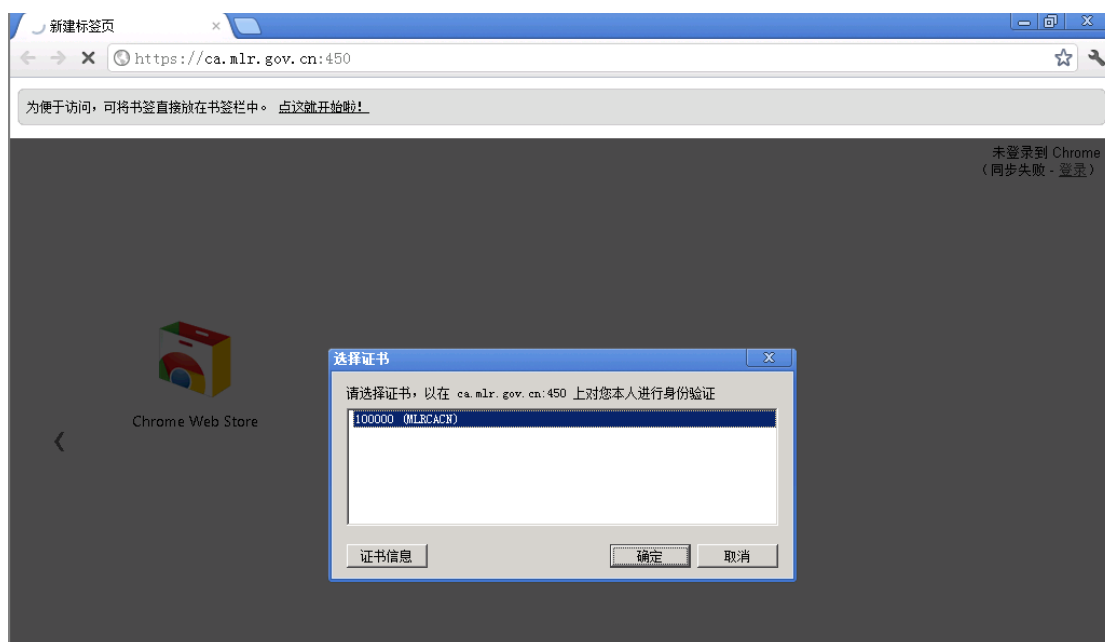 新建标签页
https://ca.mlr.gov.cn:450
为便于访问，可将书签直接放在书签栏中。 点这就开始啦！
未登录到 Chrome
（同步失败 - 登录）
Chrome Web Store
选择证书
请选择证书，以在 ca.mlr.gov.cn:450 上对您本人进行身份验证
100000 (MLRCACN)
证书信息
确定
取消